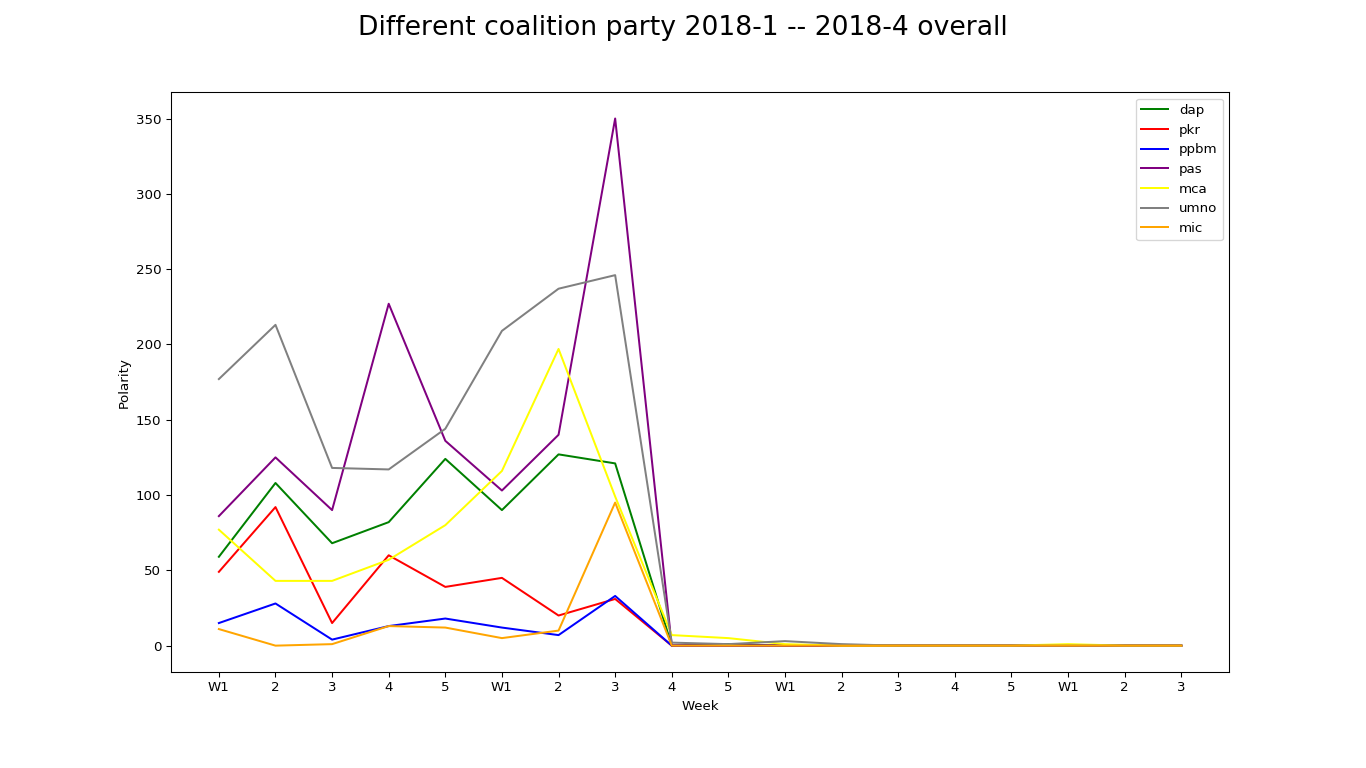 Different coalition party 2018-1 -- 2018-4 overall
dap
pkr
ppbm
pas
mca
umno
mic
350
300
250
200
150
100
50
0
Polarity
W1 2 3 4 5 W1 2 3 4 5 W1 2 3 4 5 W1 2 3
Week